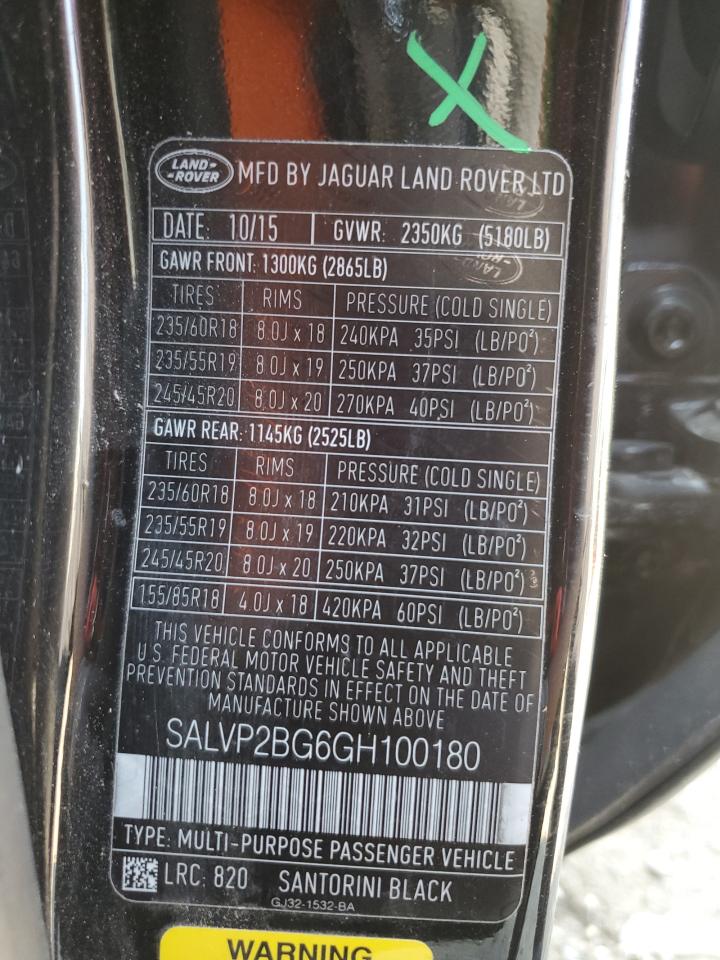 LAND-
-ROVER
MFD BY JAGUAR LAND ROVER LTD
DATE: 10/15 GVWR: 2350KG (5180LB)
GAWR FRONT: 1300KG (2865LB)
TIRES RIMS PRESSURE (COLD SINGLE)
235/60R18 8.0J x 18 240KPA 35PSI (LB/PO²)
235/55R19 8.0J x 19 250KPA 37PSI (LB/PO²)
245/45R20 8.0J x 20 270KPA 40PSI (LB/PO²)
GAWR REAR: 1145KG (2525LB)
TIRES RIMS PRESSURE (COLD SINGLE)
235/60R18 8.0J x 18 210KPA 31PSI (LB/PO²)
235/55R19 8.0J x 19 220KPA 32PSI (LB/PO²)
245/45R20 8.0J x 20 250KPA 37PSI (LB/PO²)
155/85R18 4.0J x 18 420KPA 60PSI (LB/PO²)
THIS VEHICLE CONFORMS TO ALL APPLICABLE
U.S. FEDERAL MOTOR VEHICLE SAFETY AND THEFT
PREVENTION STANDARDS IN EFFECT ON THE DATE OF
MANUFACTURE SHOWN ABOVE
SALVP2BG6GH100180
TYPE: MULTI-PURPOSE PASSENGER VEHICLE
LRC: 820 SANTORINI BLACK
GJ32-1532-BA
WARNING